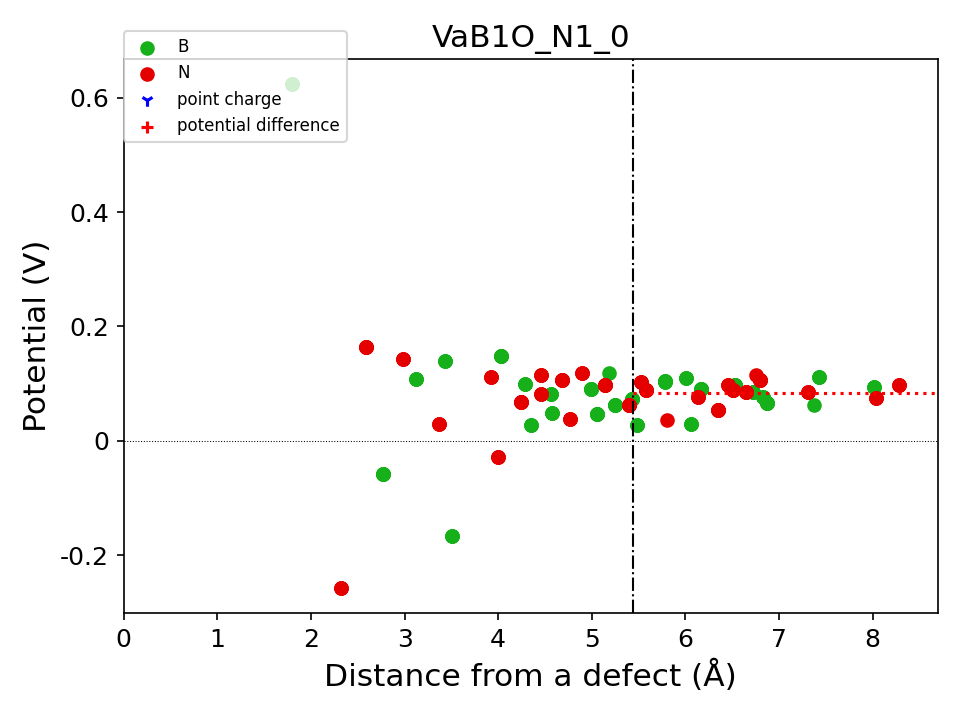 VaB1O_N1_0
B
N
point charge
potential difference
Potential (V)
0.6
0.4
0.2
0
-0.2
0 1 2 3 4 5 6 7 8
Distance from a defect (Å)